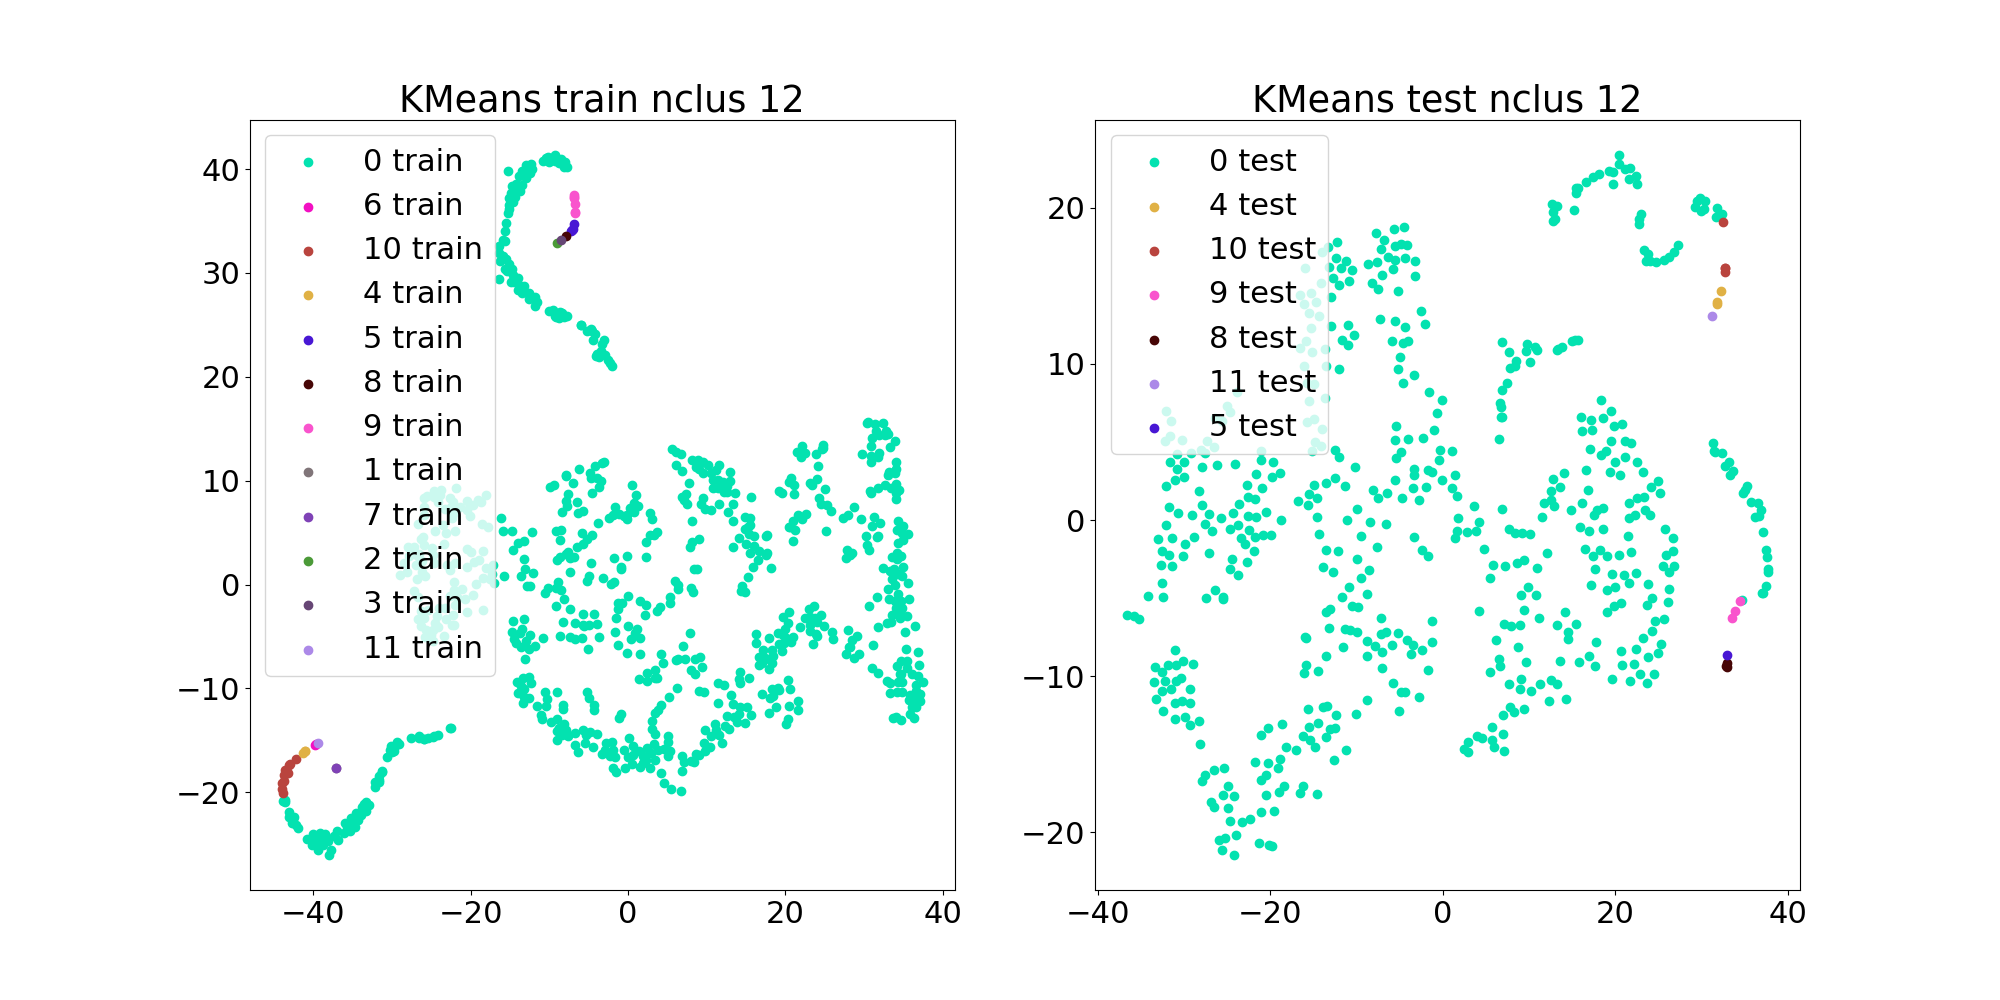 KMeans train nclus 12
40
30
20
10
0
−10
−20
−40
−20
0
20
40
0 train
6 train
10 train
4 train
5 train
8 train
9 train
1 train
7 train
2 train
3 train
11 train
KMeans test nclus 12
20
10
0
−10
−20
−40
−20
0
20
40
0 test
4 test
10 test
9 test
8 test
11 test
5 test